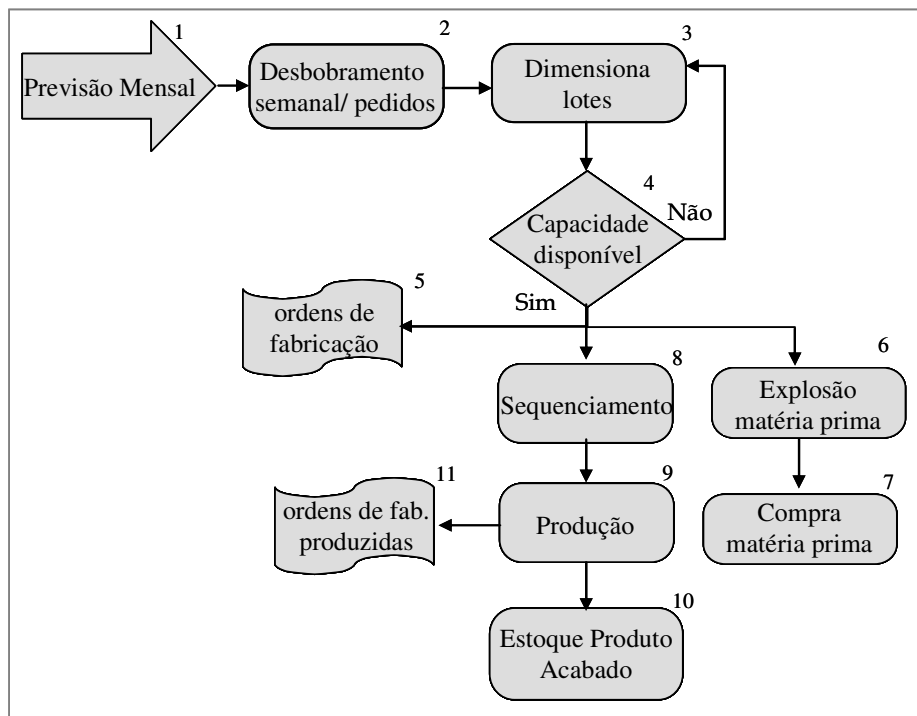 1
Previsão Mensal
2
Desbobramento
semanal/ pedidos
3
Dimensiona
lotes
4
Capacidade
disponível
Não
Sim
5
ordens de
fabricação
6
Explosão
matéria prima
7
Compra
matéria prima
8
Sequenciamento
9
Produção
11
ordens de fab.
produzidas
10
Estoque Produto
Acabado